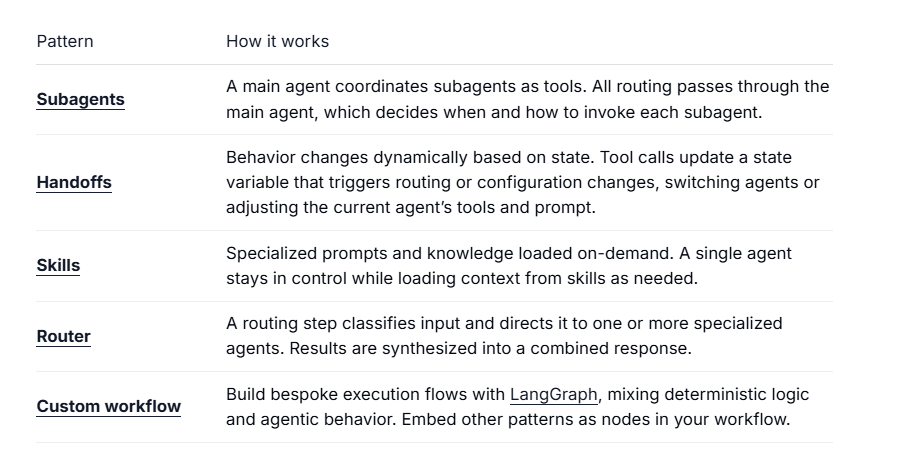 Pattern
How it works
Subagents
A main agent coordinates subagents as tools. All routing passes through the
main agent, which decides when and how to invoke each subagent.
Handoffs
Behavior changes dynamically based on state. Tool calls update a state
variable that triggers routing or configuration changes, switching agents or
adjusting the current agent’s tools and prompt.
Skills
Specialized prompts and knowledge loaded on-demand. A single agent
stays in control while loading context from skills as needed.
Router
A routing step classifies input and directs it to one or more specialized
agents. Results are synthesized into a combined response.
Custom workflow
Build bespoke execution flows with LangGraph, mixing deterministic logic
and agentic behavior. Embed other patterns as nodes in your workflow.